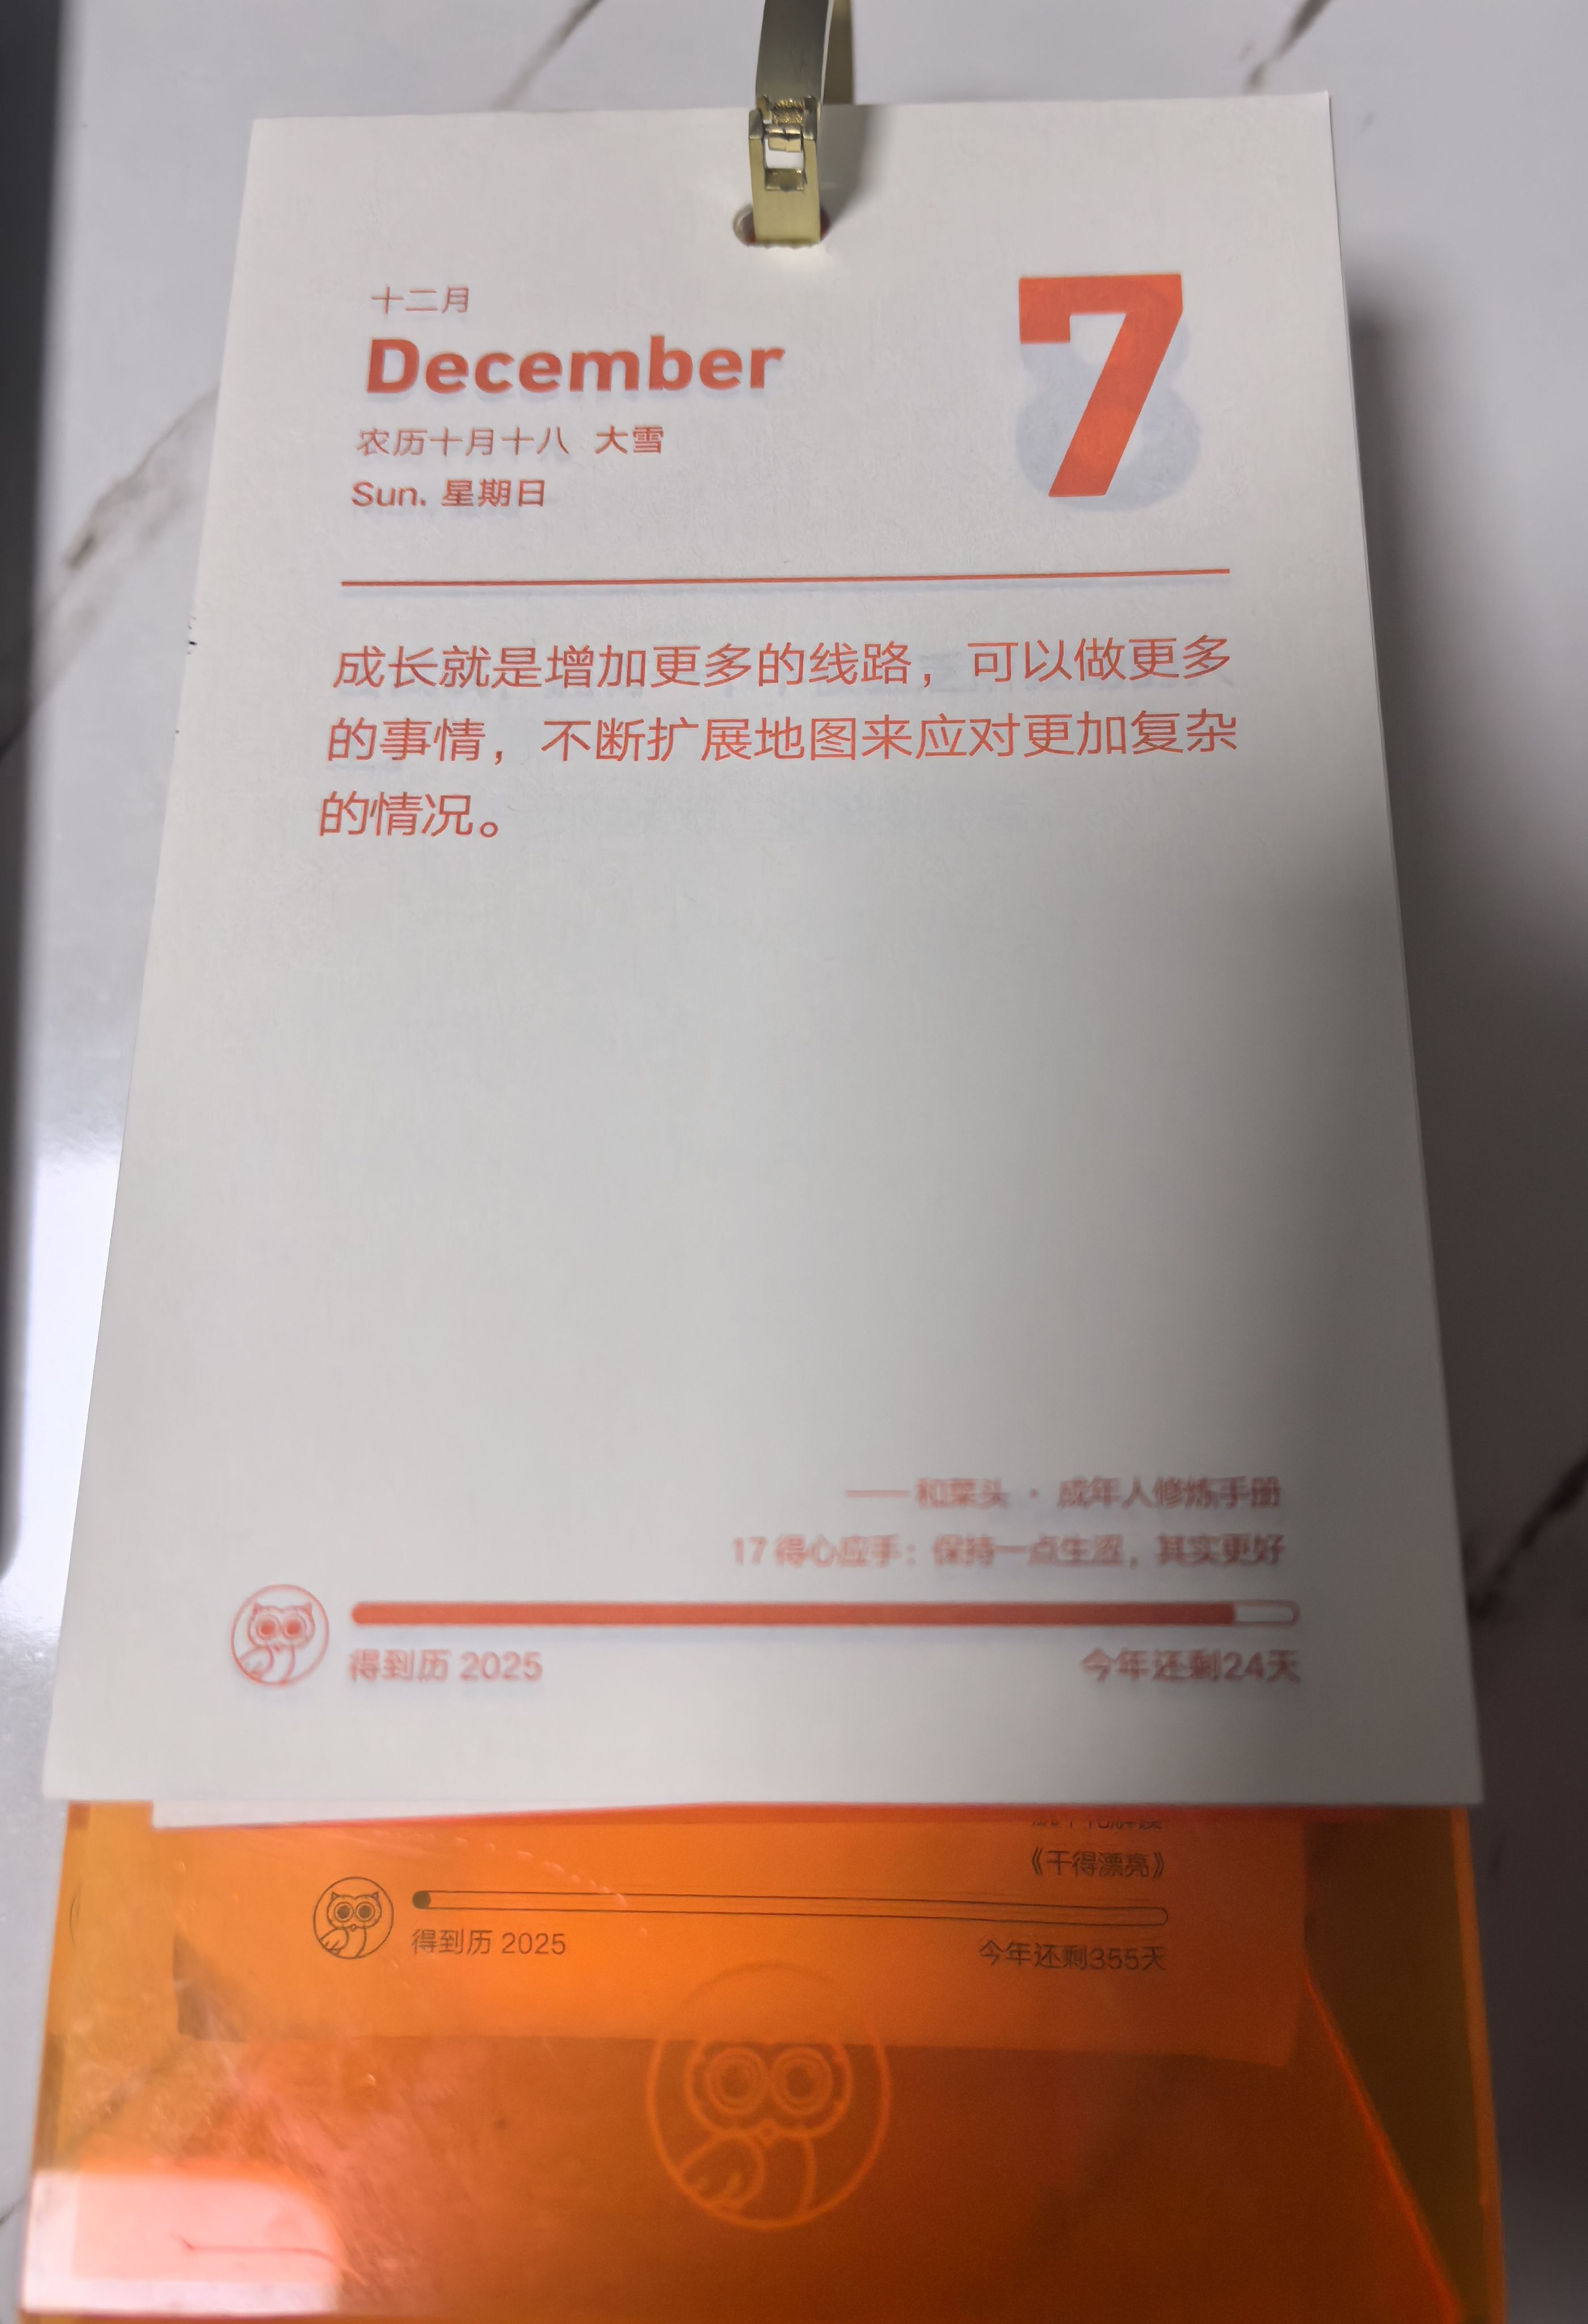 十二月
December
农历十月十八 大雪
Sun. 星期日
7
成长就是增加更多的线路，可以做更多
的事情，不断扩展地图来应对更加复杂
的情况。
——和菜头 · 成年人修炼手册
17 得心应手：保持一点生涩，其实更好
得到历 2025
今年还剩24天
《干得漂亮》
得到历 2025
今年还剩355天